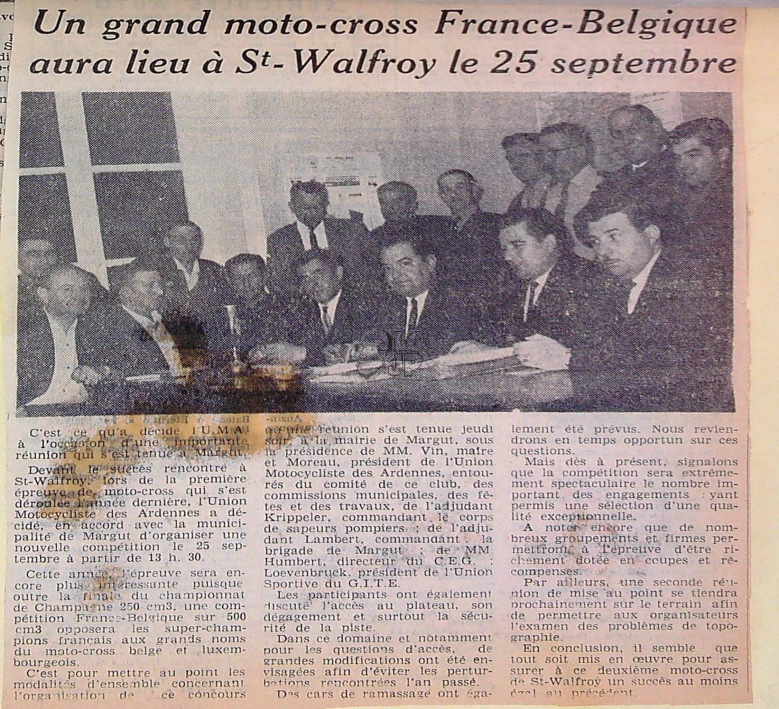 Un grand moto-cross France-Belgique
aura lieu à St-Walfroy le 25 septembre
C'est ce qu'a décidé l'U.M.A.
à l'occasion d'une importante
réunion qui s'est tenue à Margut.
Devant le succès rencontré à
St-Walfroy, lors de la première
épreuve de moto-cross qui s'est
déroulée l'année dernière, l'Union
Motocycliste des Ardennes a dé-
cidé, en accord avec la munici-
palité de Margut d'organiser une
nouvelle compétition le 25 sep-
tembre à partir de 13 h. 30.
Cette année l'épreuve sera en-
core plus intéressante puisque
outre la finale du championnat
de Champagne 250 cm3, une com-
pétition France-Belgique sur 500
cm3 opposera les super-cham-
pions français aux grands noms
du moto-cross belge et luxem-
bourgeois.
C'est pour mettre au point les
modalités d'ensemble concernant
l'organisation de ce concours
qu'une réunion s'est tenue jeudi
soir à la mairie de Margut, sous
la présidence de MM. Vin, maire
et Moreau, président de l'Union
Motocycliste des Ardennes, entou-
rés du comité de ce club, des
commissions municipales, des fê-
tes et des travaux, de l'adjudant
Krippeler, commandant le corps
de sapeurs pompiers ; de l'adju-
dant Lambert, commandant la
brigade de Margut ; de MM.
Humbert, directeur du C.E.G. ;
Loevenbruck, président de l'Union
Sportive du
Les participants ont également
discuté l'accès au plateau, son
dégagement et surtout la sécu-
rité de la piste.
Dans ce domaine et notamment
pour les questions d'accès, de
grandes modifications ont été en-
visagées afin d'éviter les pertur-
bations rencontrées l'an passé.
Des cars de ramassage ont éga-
lement été prévus. Nous revien-
drons en temps opportun sur ces
questions.
Mais dès à présent, signalons
que la compétition sera extrême-
ment spectaculaire le nombre im-
portant des engagements ayant
permis une sélection d'une qua-
lité exceptionnelle.
A noter encore que de nom-
breux groupements et firmes per-
mettront à l'épreuve d'être ri-
chement dotée en coupes et ré-
compenses.
Par ailleurs, une seconde réu-
nion de mise au point se tiendra
prochainement sur le terrain afin
de permettre aux organisateurs
l'examen des problèmes de topo-
graphie.
En conclusion, il semble que
tout soit mis en œuvre pour as-
surer à ce deuxième moto-cross
de St-Walfroy un succès au moins
égal au précédent.